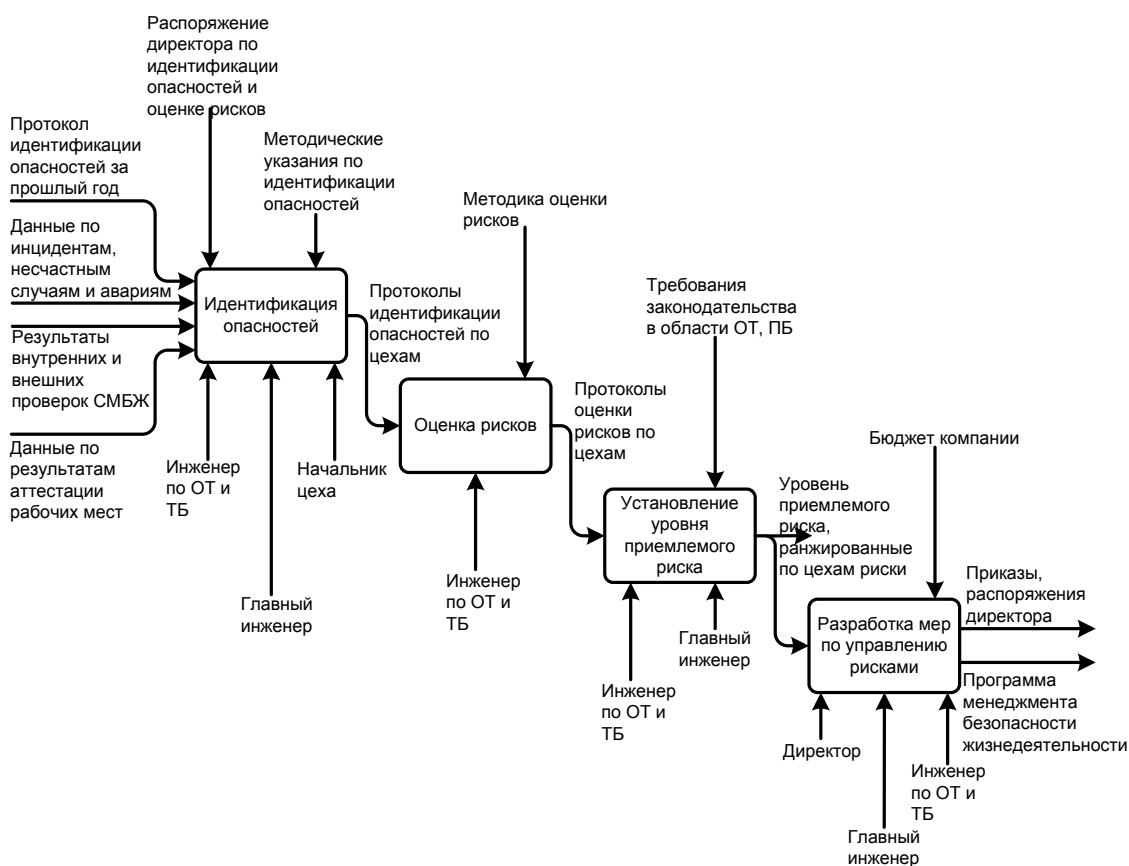 Распоряжение
директора по
идентификации
опасностей и
оценке рисков
Протокол
идентификации
опасностей за
прошлый год
Методические
указания по
идентификации
опасностей
Данные по
инцидентам,
несчастным
случаям и авариям
Результаты
внутренних и
внешних
проверок СМБЖ
Данные по
результатам
аттестации
рабочих мест
Идентификация
опасностей
Инженер
по ОТ и
ТБ
Главный
инженер
Начальник
цеха
Протоколы
идентификации
опасностей по
цехам
Методика оценки
рисков
Оценка рисков
Инженер
по ОТ и
ТБ
Протоколы
оценки
рисков по
цехам
Требования
законодательства
в области ОТ, ПБ
Установление
уровня
приемлемого
риска
Инженер
по ОТ и
ТБ
Главный
инженер
Уровень
приемлемого
риска,
ранжированные
по цехам риски
Бюджет компании
Разработка мер
по управлению
рисками
Директор
Главный
инженер
Инженер
по ОТ и
ТБ
Приказы,
распоряжения
директора
Программа
менеджмента
безопасности
жизнедеятельности